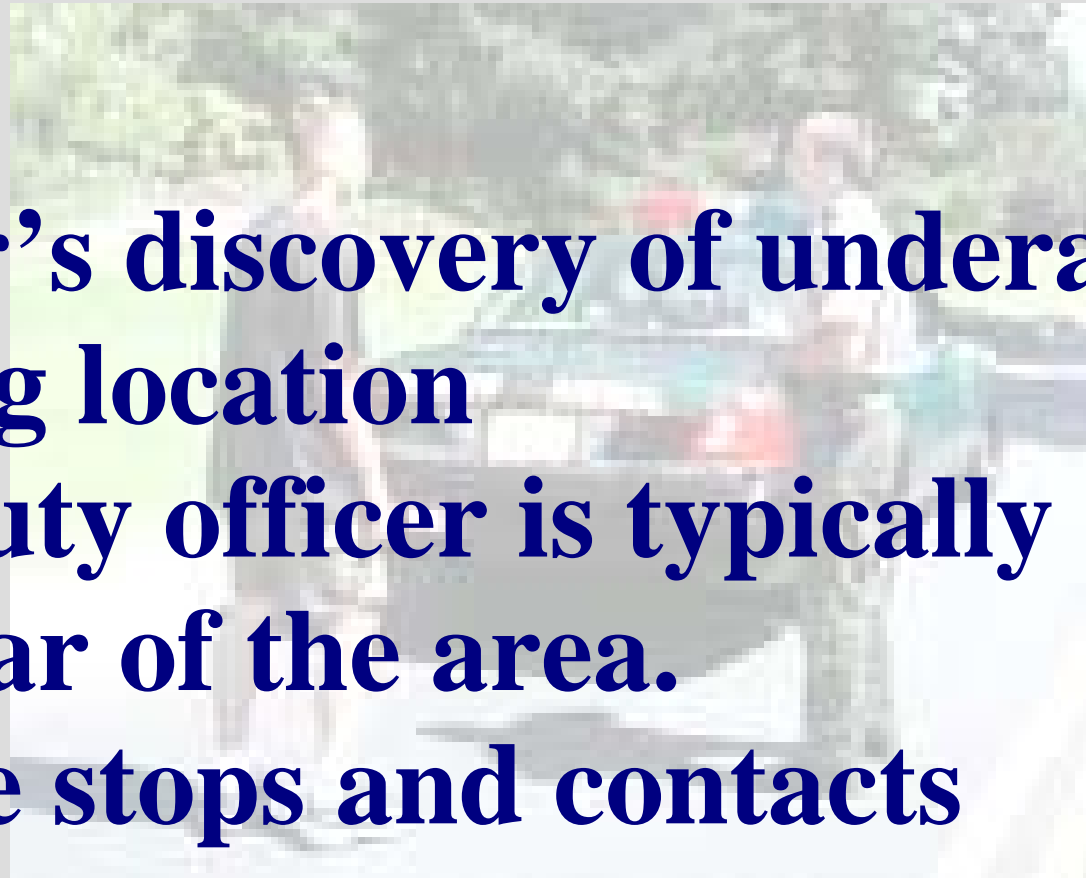 r’s discovery of undera
g location
uty officer is typically
ar of the area.
e stops and contacts